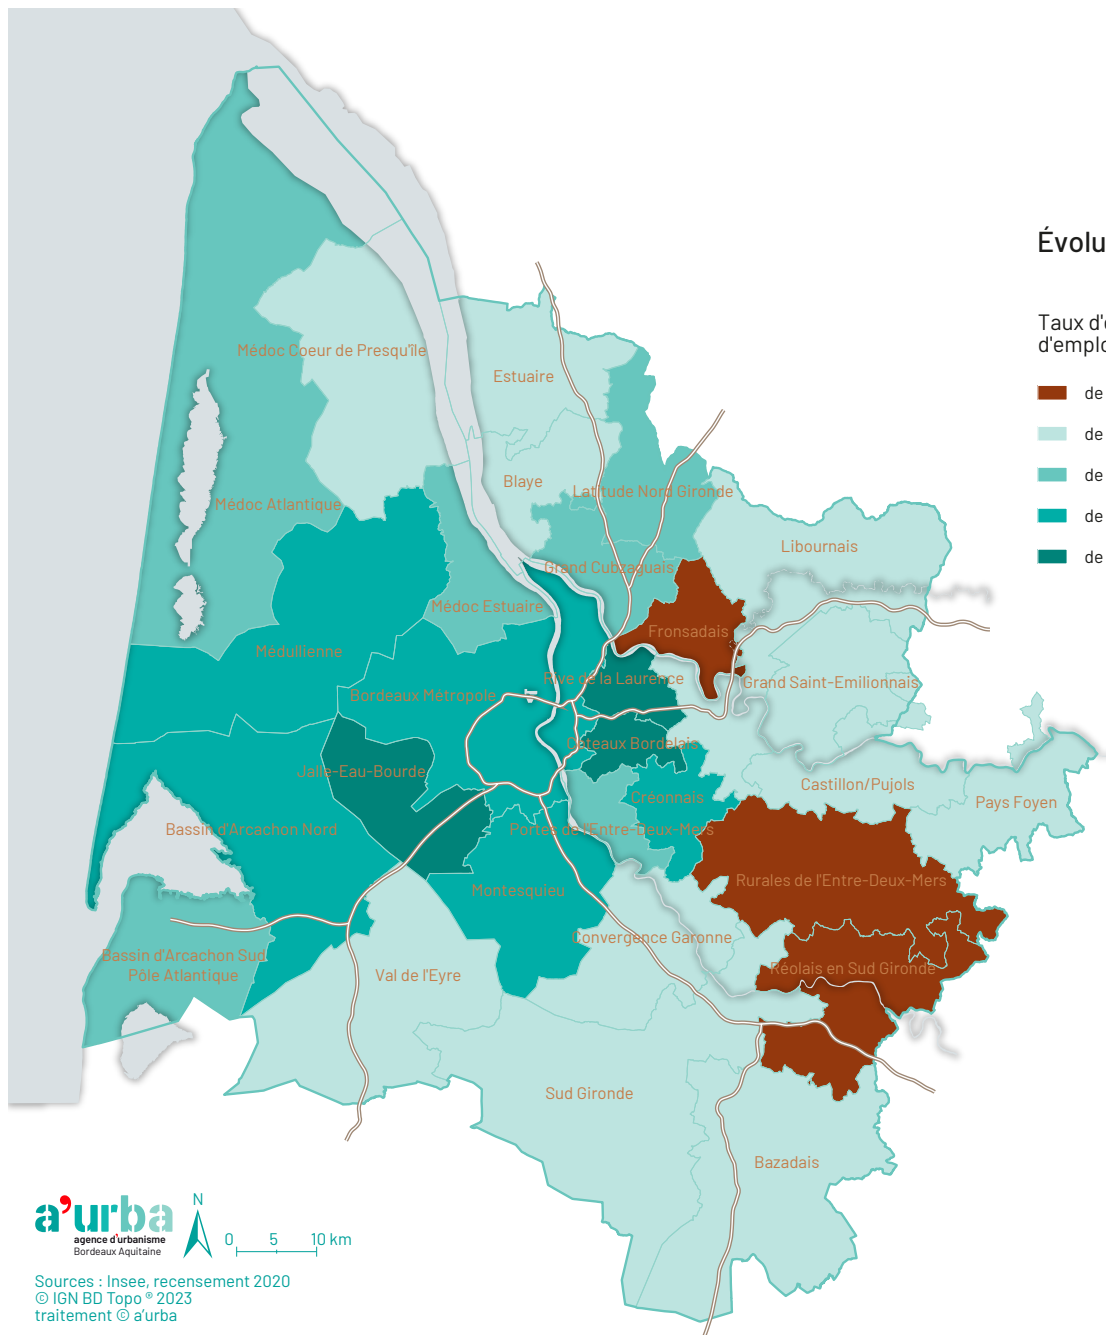 Évolu
Taux d'é
d'emplo
de
de
de
de
de
Médoc Coeur de Presqu'île
Estuaire
Blaye
Latitude Nord Gironde
Médoc Atlantique
Libournais
Grand Cubzaguais
Médoc Estuaire
Fronsadais
Médullienne
Rive de la Laurence
Grand Saint-Emilionnais
Bordeaux Métropole
Coteaux Bordelais
Jalle-Eau-Bourde
Castillon/Pujols
Créonnais
Pays Foyen
Bassin d'Arcachon Nord
Portes de l'Entre-Deux-Mers
Rurales de l'Entre-Deux-Mers
Montesquieu
Convergence Garonne
Bassin d'Arcachon Sud
Pôle Atlantique
Val de l'Eyre
Réolais en Sud Gironde
Sud Gironde
Bazadais
a'urba
agence d'urbanisme
Bordeaux Aquitaine
N
0 5 10 km
Sources : Insee, recensement 2020
© IGN BD Topo ® 2023
traitement © a'urba